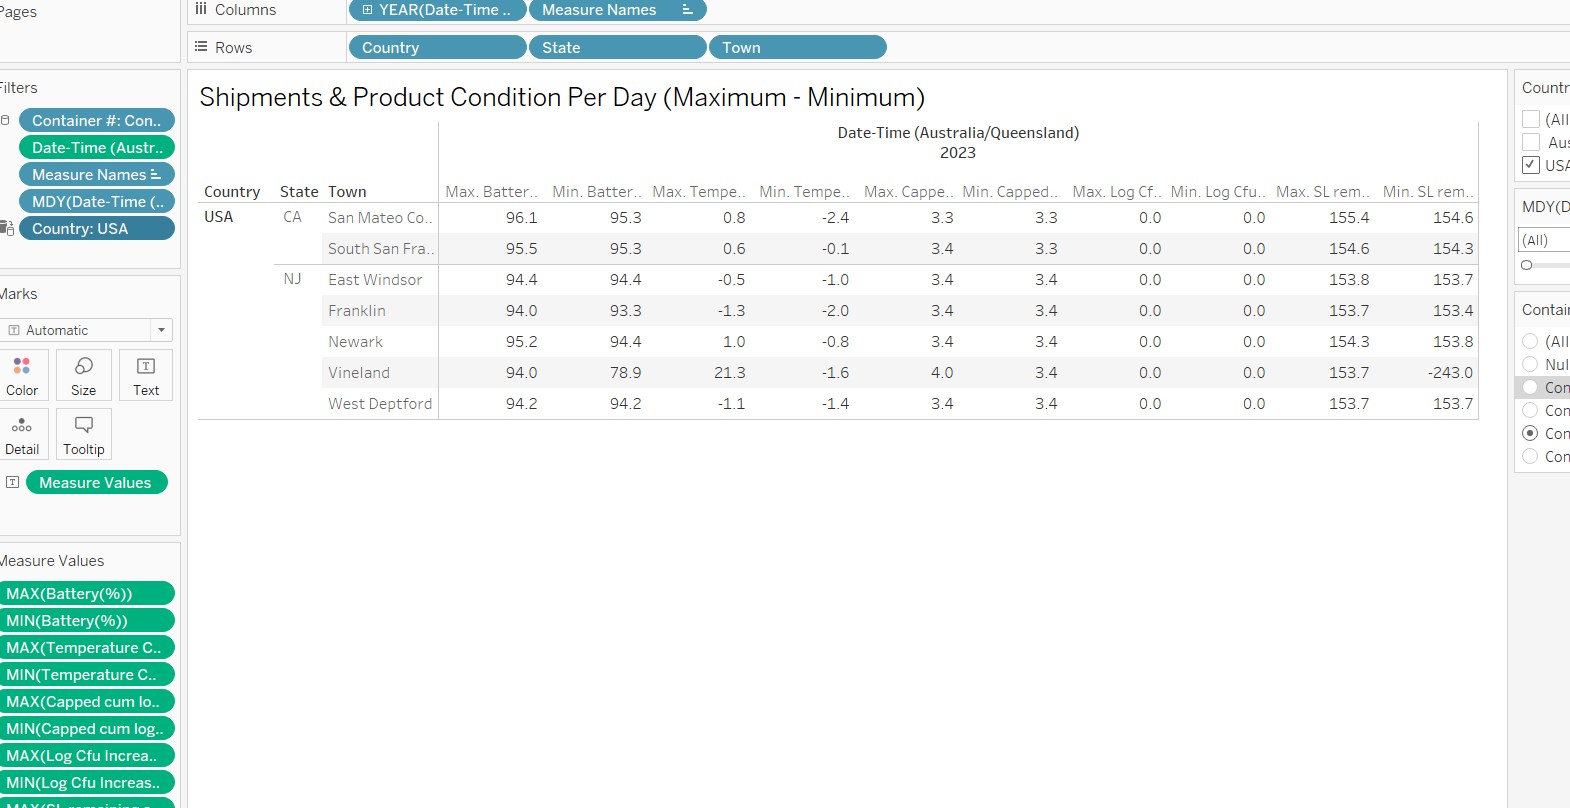 Pages
Columns
YEAR(Date-Time ..
Measure Names
Rows
Country
State
Town
Filters
Container #: Con..
Date-Time (Austr..
Measure Names
MDY(Date-Time (..
Country: USA
Marks
Automatic
Color
Size
Text
Detail
Tooltip
Measure Values
Measure Values
MAX(Battery(%))
MIN(Battery(%))
MAX(Temperature C..
MIN(Temperature C..
MAX(Capped cum lo..
MIN(Capped cum log..
MAX(Log Cfu Increa..
MIN(Log Cfu Increas..
MAX(SL remaining
Shipments & Product Condition Per Day (Maximum - Minimum)
Date-Time (Australia/Queensland)
2023
Country State Town Max. Batter.. Min. Batter.. Max. Tempe.. Min. Tempe.. Max. Cappe.. Min. Capped.. Max. Log Cf.. Min. Log Cfu.. Max. SL rem.. Min. SL rem..
USA CA San Mateo Co.. 96.1 95.3 0.8 -2.4 3.3 3.3 0.0 0.0 155.4 154.6
South San Fra.. 95.5 95.3 0.6 -0.1 3.4 3.3 0.0 0.0 154.6 154.3
NJ East Windsor 94.4 94.4 -0.5 -1.0 3.4 3.4 0.0 0.0 153.8 153.7
Franklin 94.0 93.3 -1.3 -2.0 3.4 3.4 0.0 0.0 153.7 153.4
Newark 95.2 94.4 1.0 -0.8 3.4 3.4 0.0 0.0 154.3 153.8
Vineland 94.0 78.9 21.3 -1.6 4.0 3.4 0.0 0.0 153.7 -243.0
West Deptford 94.2 94.2 -1.1 -1.4 3.4 3.4 0.0 0.0 153.7 153.7
Countr
(All
Aus
USA
MDY(D
(All)
Contain
(All
Nul
Con
Con
Con
Con